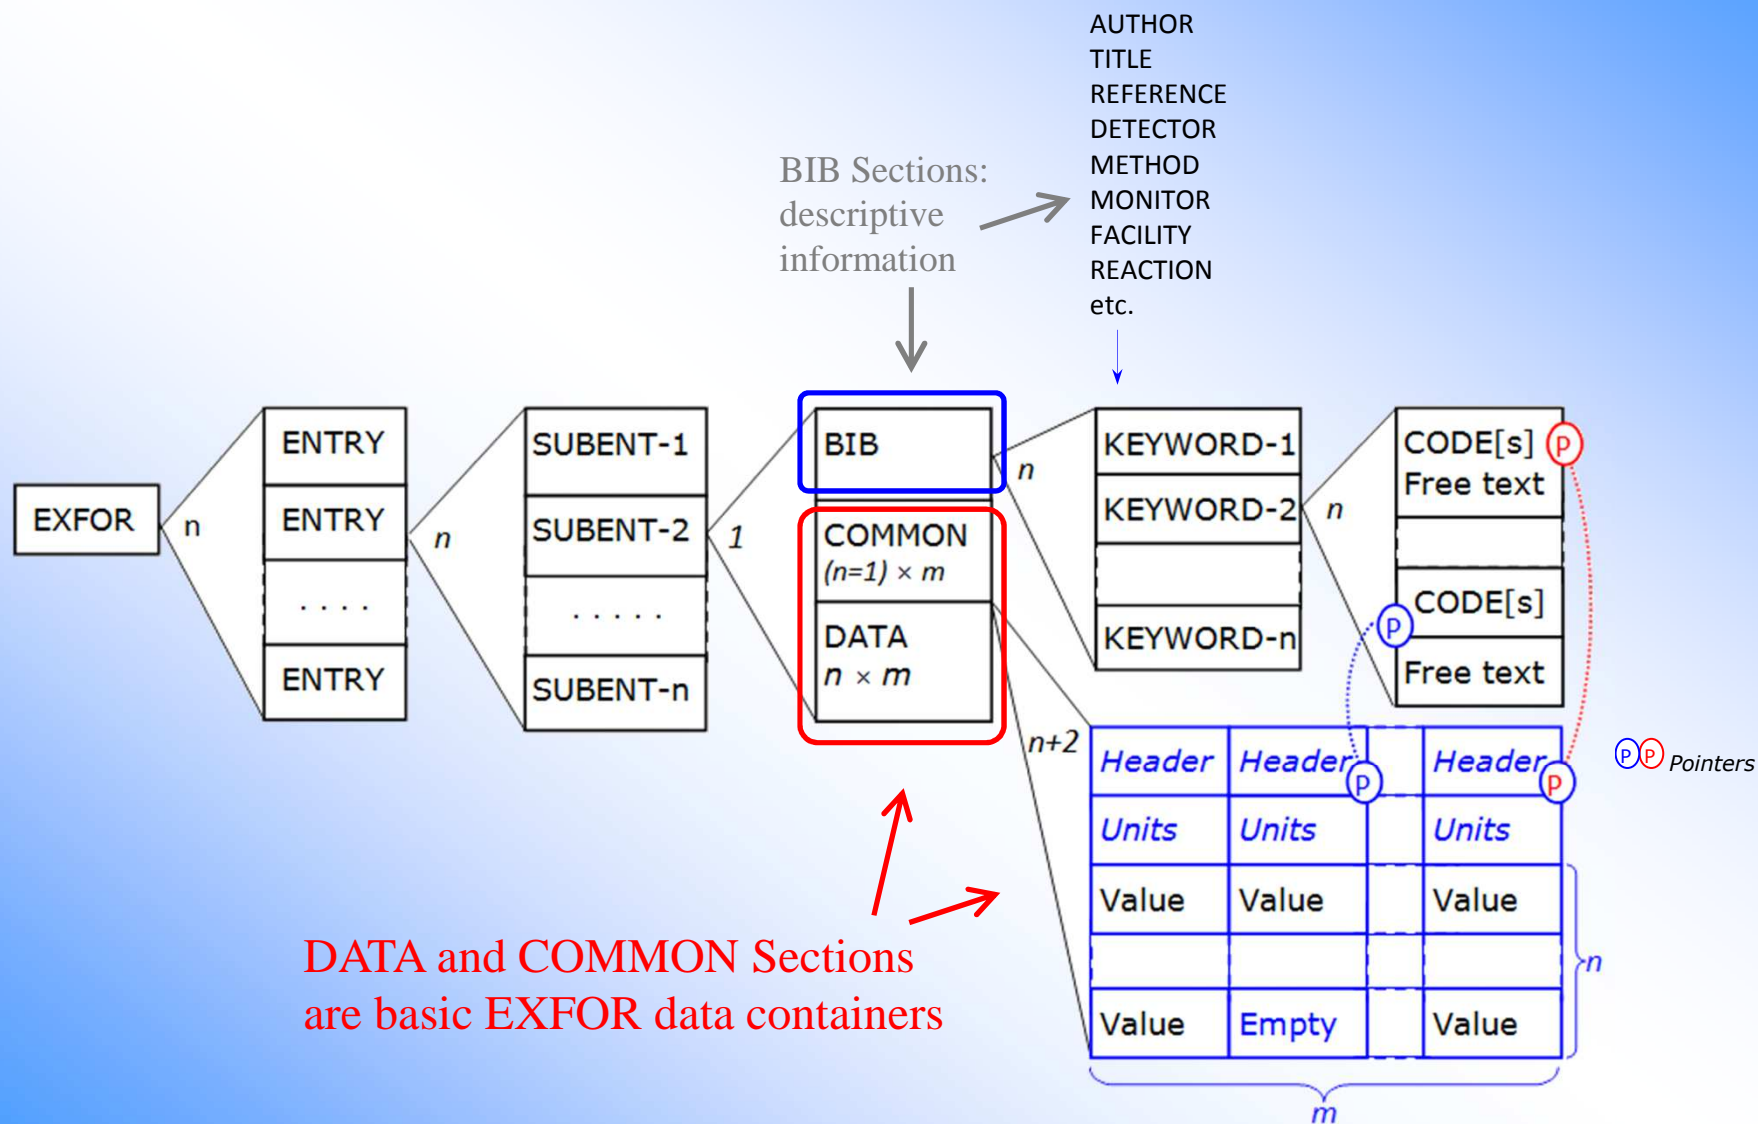 AUTHOR
TITLE
REFERENCE
DETECTOR
METHOD
MONITOR
FACILITY
REACTION
etc.
BIB Sections:
descriptive
information
EXFOR
n
ENTRY
ENTRY
. . . .
ENTRY
n
SUBENT-1
SUBENT-2
. . . . .
SUBENT-n
1
BIB
COMMON
(n=1) × m
DATA
n × m
n
KEYWORD-1
KEYWORD-2
KEYWORD-n
n
CODE[s] P
Free text
CODE[s]
P
Free text
n+2
Header Header P Header P
Units Units Units
Value Value Value
Value Empty Value
n
m
P P Pointers
DATA and COMMON Sections
are basic EXFOR data containers